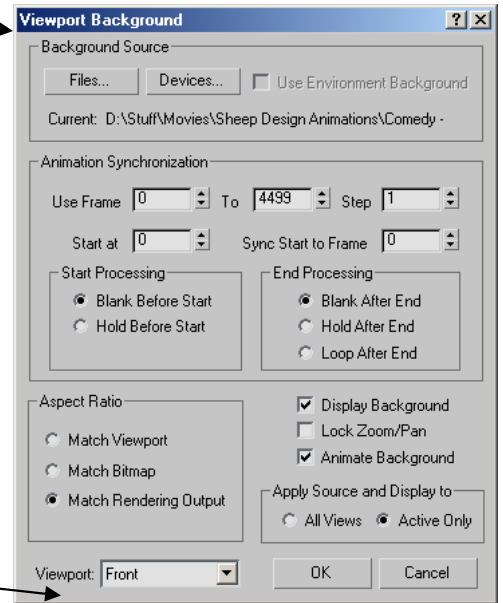 Viewport Background
Background Source
Files... Devices... Use Environment Background
Current: D:\Stuff\Movies\Sheep Design Animations\Comedy -
Animation Synchronization
Use Frame 0 To 4499 Step 1
Start at 0 Sync Start to Frame 0
Start Processing
Blank Before Start
Hold Before Start
End Processing
Blank After End
Hold After End
Loop After End
Aspect Ratio
Match Viewport
Match Bitmap
Match Rendering Output
Display Background
Lock Zoom/Pan
Animate Background
Apply Source and Display to
All Views Active Only
Viewport: Front OK Cancel